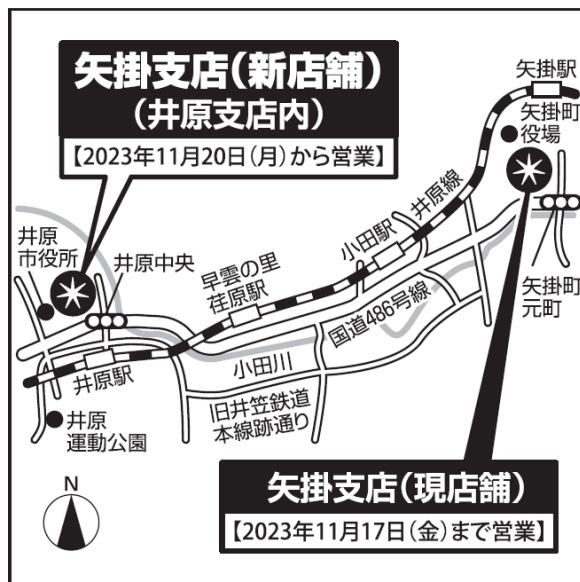 矢掛支店(新店舗)
(井原支店内)
【2023年11月20日(月)から営業】
矢掛駅
矢掛町
役場
井原線
小田駅
井原
市役所
井原中央
早雲の里
荏原駅
矢掛町
元町
国道486号線
井原駅
小田川
旧井笠鉄道
本線跡通り
井原
運動公園
矢掛支店(現店舗)
【2023年11月17日(金)まで営業】
N